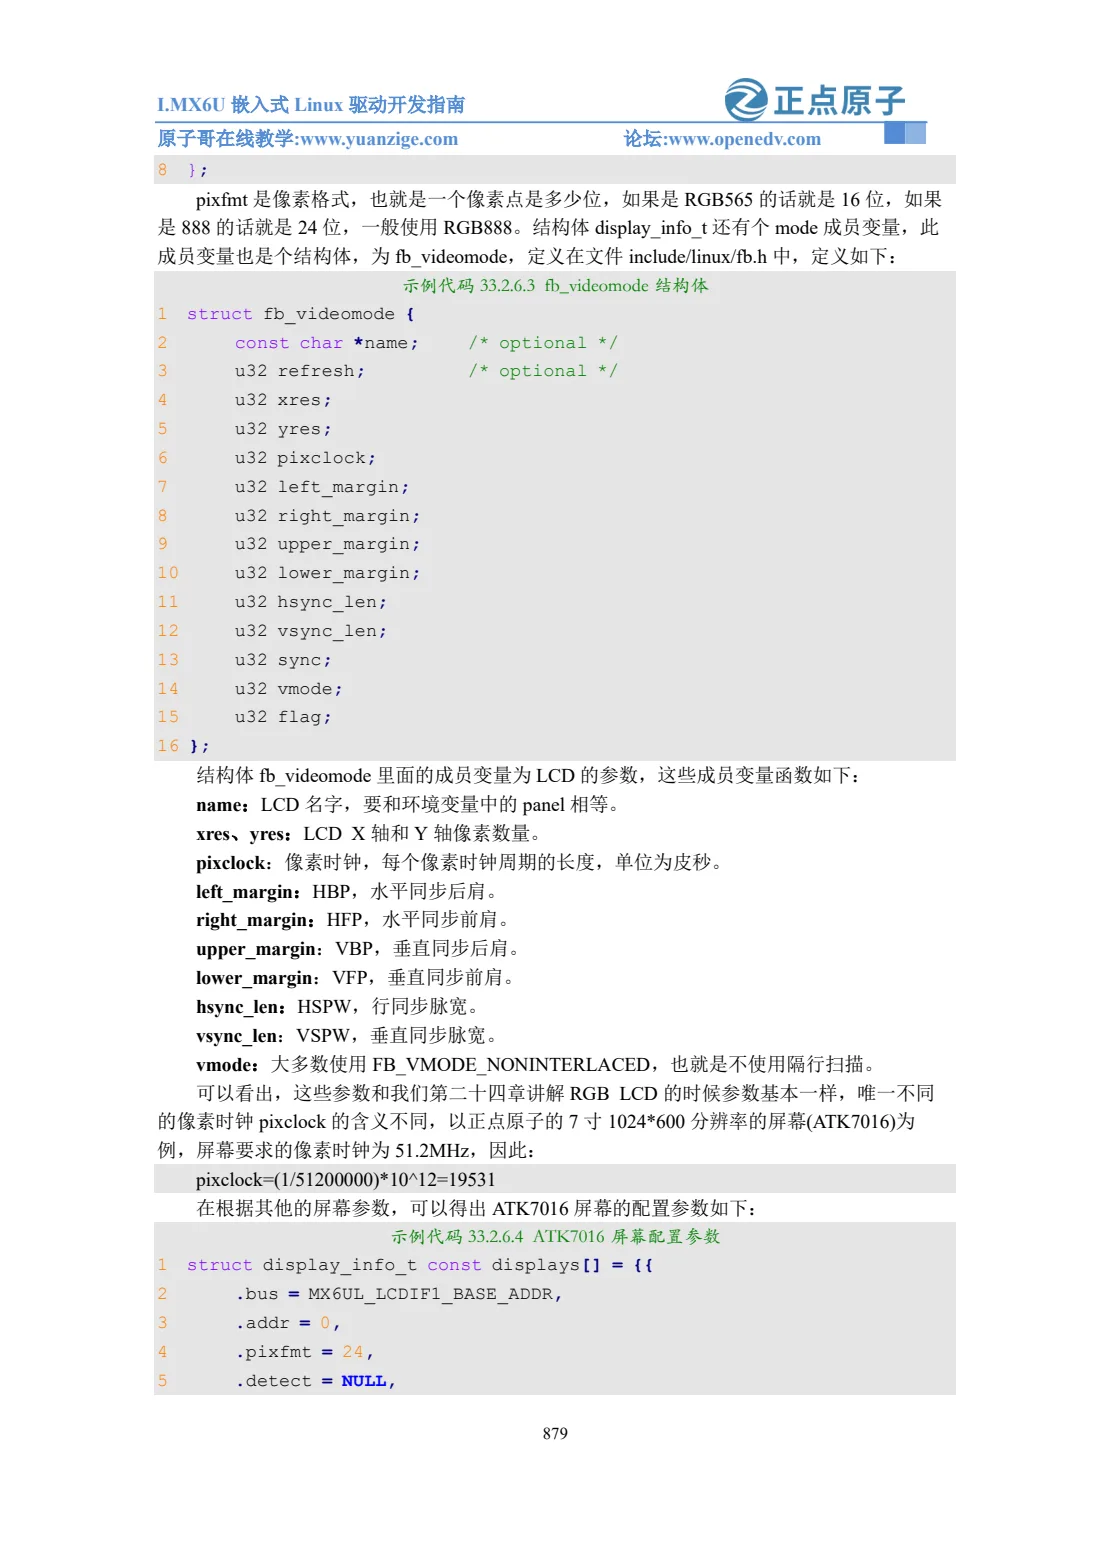 I.MX6U 嵌入式 Linux 驱动开发指南
正点原子
原子哥在线教学:www.yuanzige.com 论坛:www.openedv.com
8 };
pixfmt 是像素格式，也就是一个像素点是多少位，如果是 RGB565 的话就是 16 位，如果
是 888 的话就是 24 位，一般使用 RGB888。结构体 display_info_t 还有个 mode 成员变量，此
成员变量也是个结构体，为 fb_videomode，定义在文件 include/linux/fb.h 中，定义如下：
示例代码 33.2.6.3 fb_videomode 结构体
1 struct fb_videomode {
2 const char *name; /* optional */
3 u32 refresh; /* optional */
4 u32 xres;
5 u32 yres;
6 u32 pixclock;
7 u32 left_margin;
8 u32 right_margin;
9 u32 upper_margin;
10 u32 lower_margin;
11 u32 hsync_len;
12 u32 vsync_len;
13 u32 sync;
14 u32 vmode;
15 u32 flag;
16 };
结构体 fb_videomode 里面的成员变量为 LCD 的参数，这些成员变量函数如下：
name：LCD 名字，要和环境变量中的 panel 相等。
xres、yres：LCD X 轴和 Y 轴像素数量。
pixclock：像素时钟，每个像素时钟周期的长度，单位为皮秒。
left_margin：HBP，水平同步后肩。
right_margin：HFP，水平同步前肩。
upper_margin：VBP，垂直同步后肩。
lower_margin：VFP，垂直同步前肩。
hsync_len：HSPW，行同步脉宽。
vsync_len：VSPW，垂直同步脉宽。
vmode：大多数使用 FB_VMODE_NONINTERLACED，也就是不使用隔行扫描。
可以看出，这些参数和我们第二十四章讲解 RGB LCD 的时候参数基本一样，唯一不同
的像素时钟 pixclock 的含义不同，以正点原子的 7 寸 1024*600 分辨率的屏幕(ATK7016)为
例，屏幕要求的像素时钟为 51.2MHz，因此：
pixclock=(1/51200000)*10^12=19531
在根据其他的屏幕参数，可以得出 ATK7016 屏幕的配置参数如下：
示例代码 33.2.6.4 ATK7016 屏幕配置参数
1 struct display_info_t const displays[] = {{
2 .bus = MX6UL_LCDIF1_BASE_ADDR,
3 .addr = 0,
4 .pixfmt = 24,
5 .detect = NULL,
879